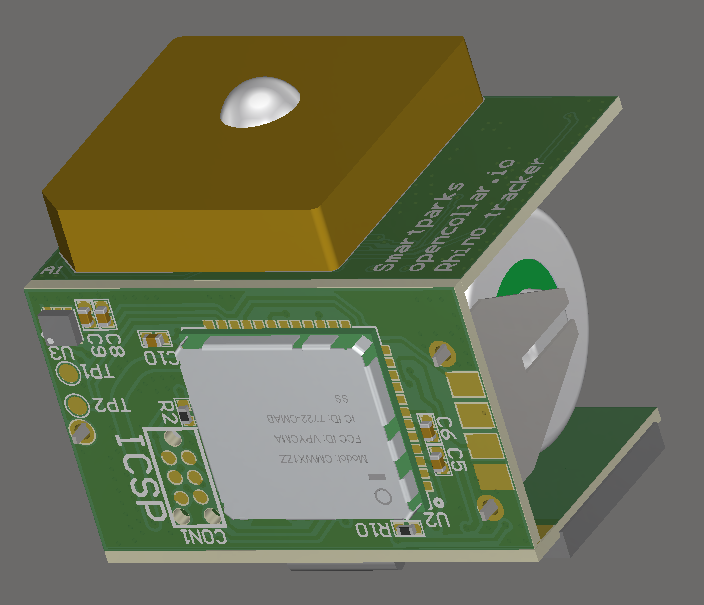 Smartparks
opencollar.io
Rhino tracker
A1
U3
C9
C8
C10
TP1
TP2
R2
ICSP
CON1
SS
IC ID: 7722-CMAB
FCC ID: VPYCMA
Model: CMWX1ZZ
C6
C5
U2
R10